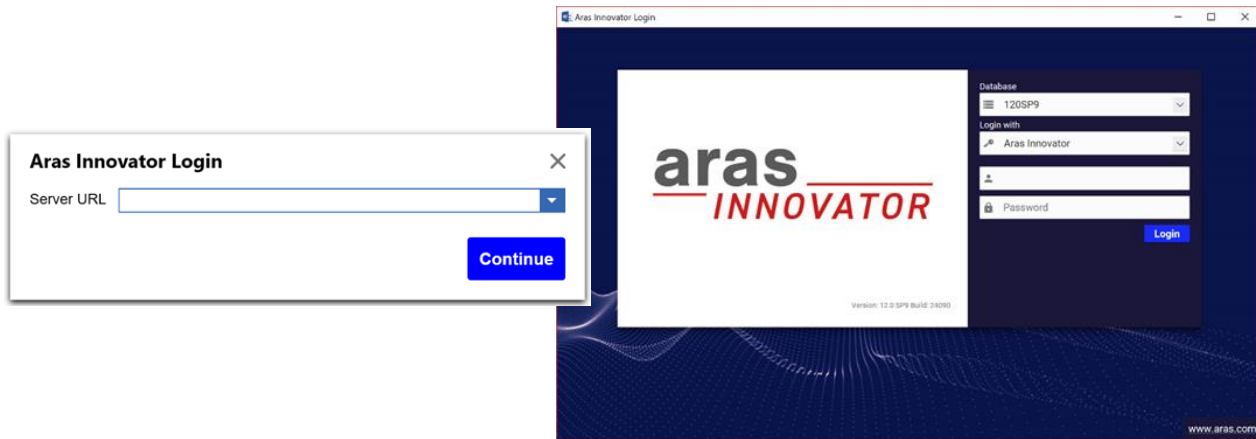 Aras Innovator Login
Server URL
Continue
Aras Innovator Login
aras
INNOVATOR
Version: 12.0 SP9 Build: 24090
Database
120SP9
Login with
Aras Innovator
Password
Login
www.aras.com